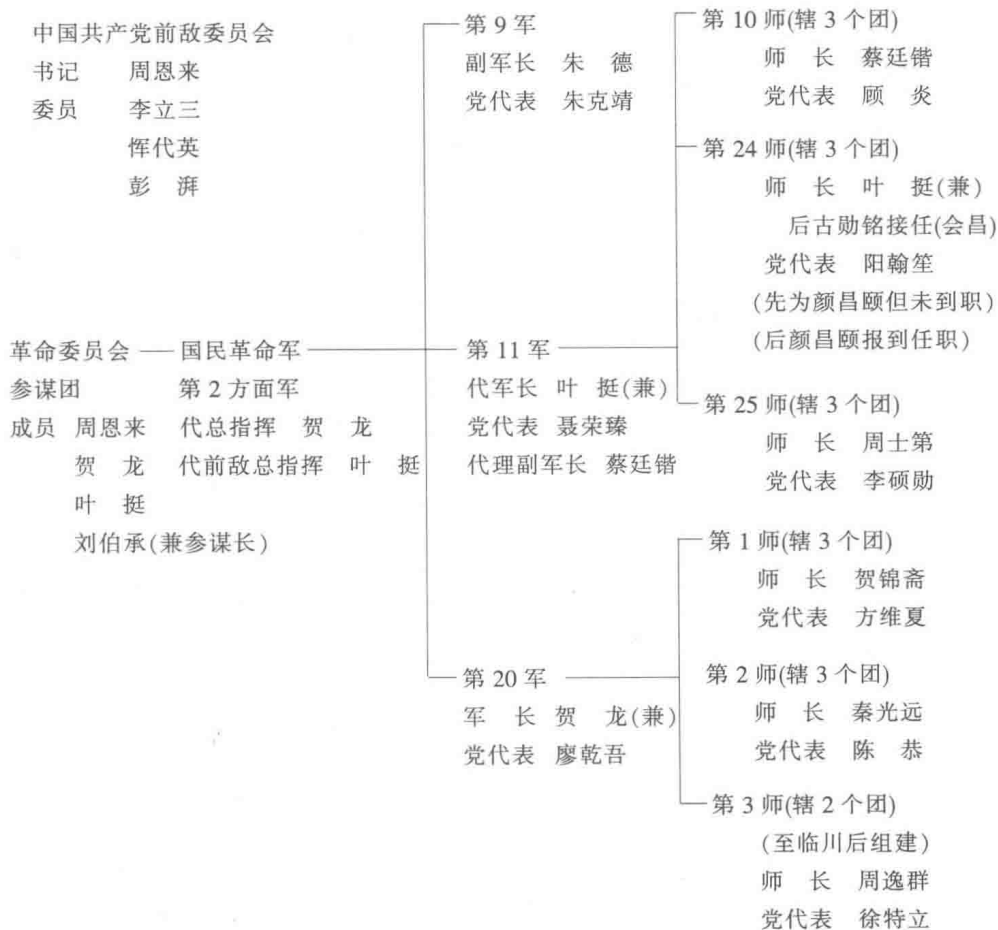 中国共产党前敌委员会
书记 周恩来
委员 李立三
恽代英
彭 湃
革命委员会
参谋团
成员 周恩来
贺 龙
叶 挺
刘伯承(兼参谋长)
国民革命军
第2方面军
代总指挥 贺 龙
代前敌总指挥 叶 挺
第9军
副军长 朱 德
党代表 朱克靖
第11军
代军长 叶 挺(兼)
党代表 聂荣臻
代理副军长 蔡廷锴
第10师(辖3个团)
师 长 蔡廷锴
党代表 顾 炎
第24师(辖3个团)
师 长 叶 挺(兼)
后古勋铭接任(会昌)
党代表 阳翰笙
(先为颜昌颐但未到职)
(后颜昌颐报到任职)
第25师(辖3个团)
师 长 周士第
党代表 李硕勋
第20军
军 长 贺 龙(兼)
党代表 廖乾吾
第1师(辖3个团)
师 长 贺锦斋
党代表 方维夏
第2师(辖3个团)
师 长 秦光远
党代表 陈 恭
第3师(辖2个团)
(至临川后组建)
师 长 周逸群
党代表 徐特立